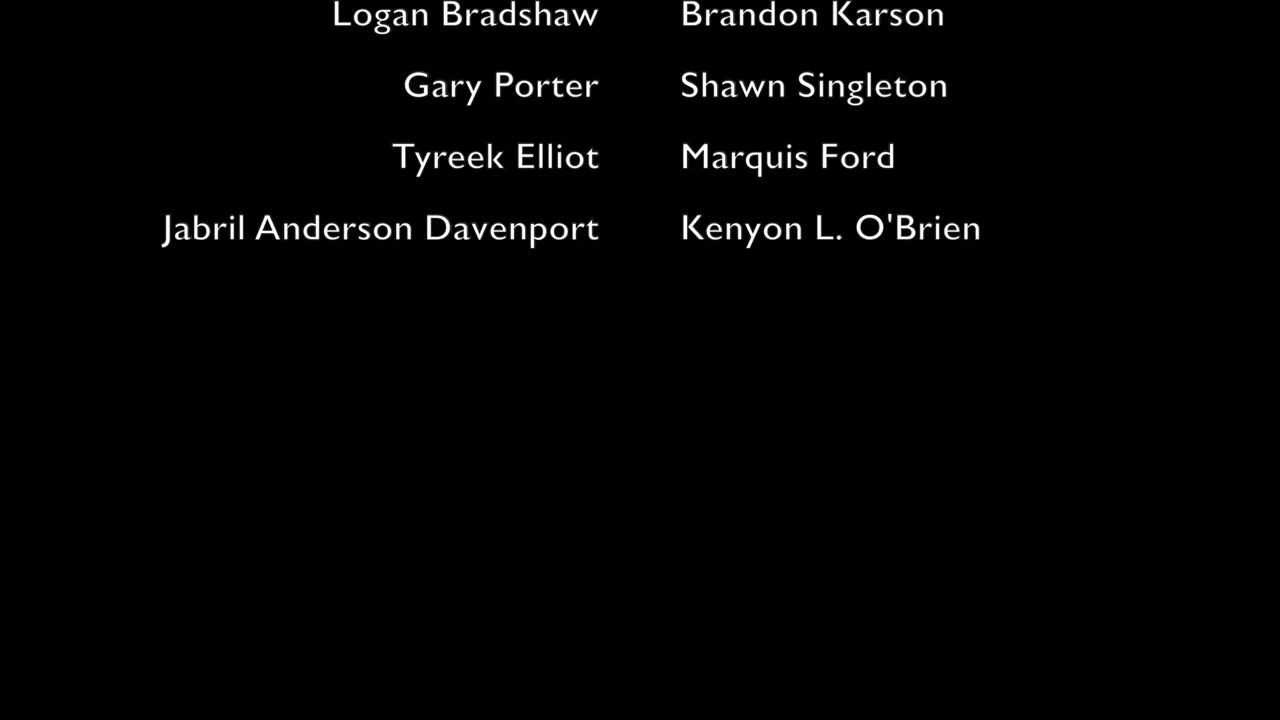 Logan Bradshaw Brandon Karson
Gary Porter Shawn Singleton
Tyreek Elliot Marquis Ford
Jabril Anderson Davenport Kenyon L. O'Brien